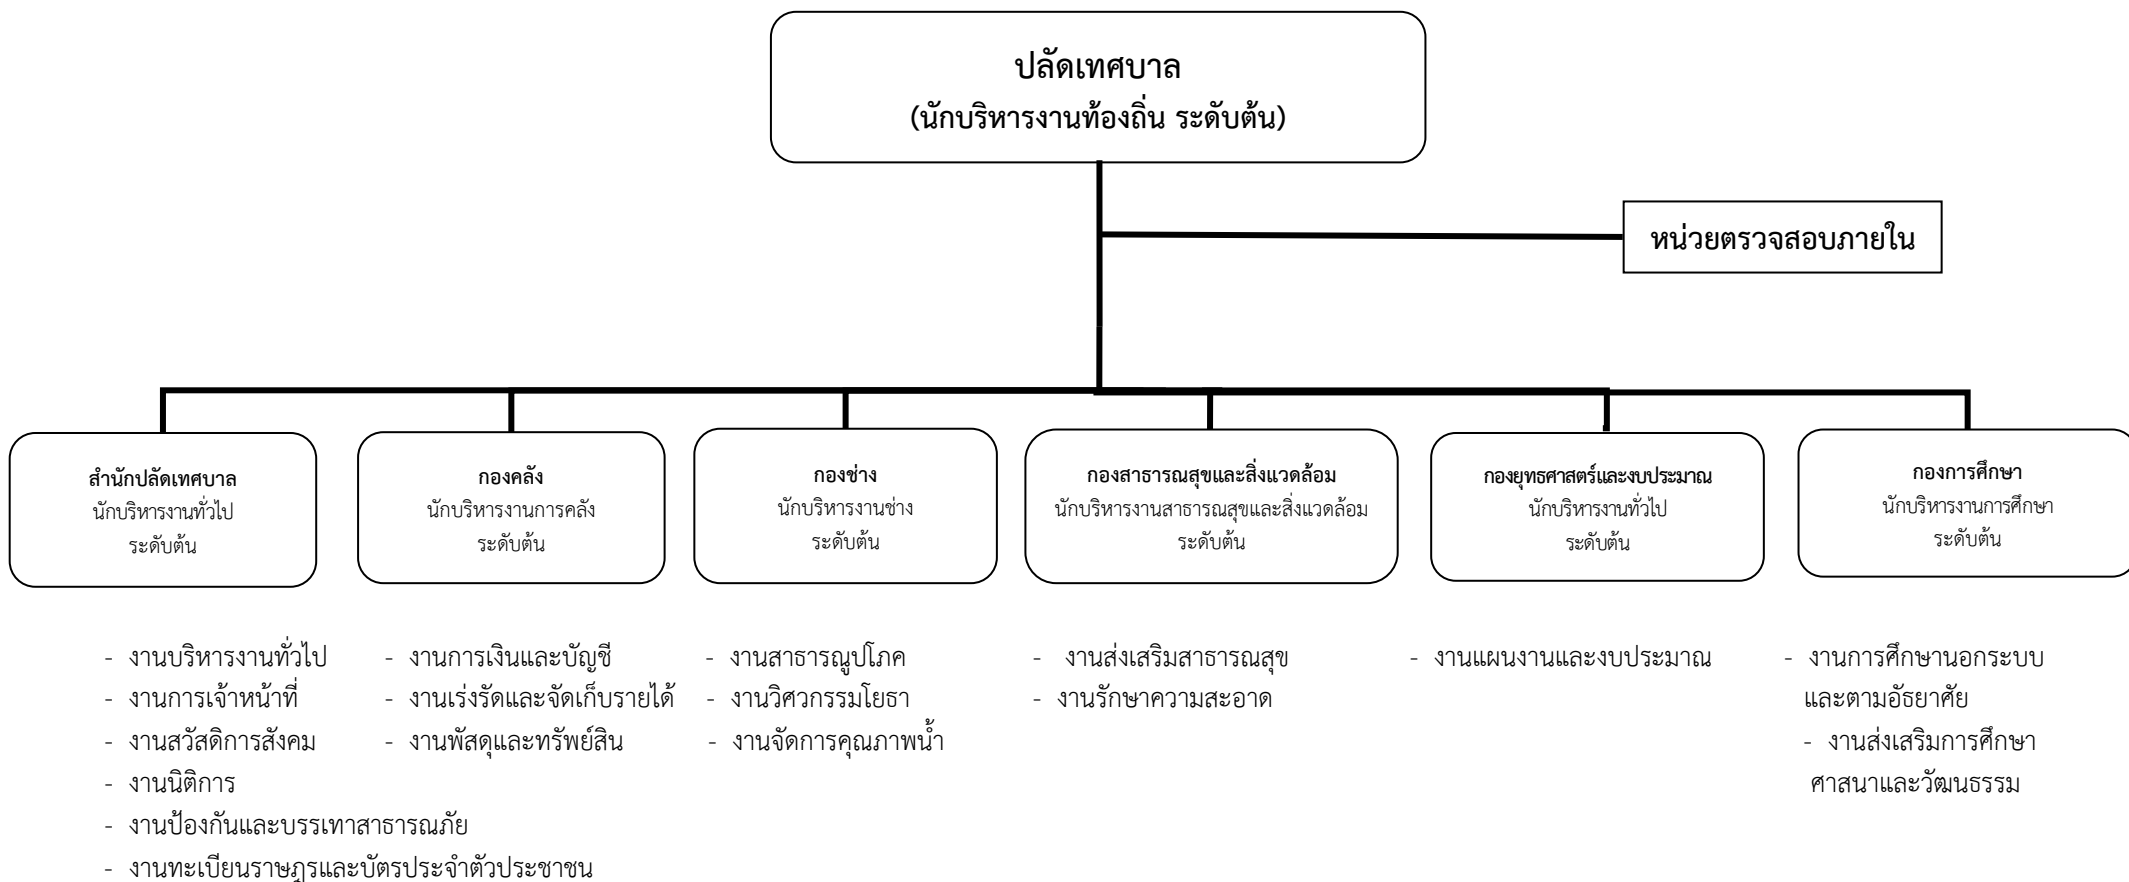 ปลัดเทศบาล
(นักบริหารงานท้องถิ่น ระดับต้น)
หน่วยตรวจสอบภายใน
สำนักปลัดเทศบาล
นักบริหารงานทั่วไป
ระดับต้น
กองคลัง
นักบริหารงานการคลัง
ระดับต้น
กองช่าง
นักบริหารงานช่าง
ระดับต้น
กองสาธารณสุขและสิ่งแวดล้อม
นักบริหารงานสาธารณสุขและสิ่งแวดล้อม
ระดับต้น
กองยุทธศาสตร์และงบประมาณ
นักบริหารงานทั่วไป
ระดับต้น
กองการศึกษา
นักบริหารงานการศึกษา
ระดับต้น
- งานบริหารงานทั่วไป
- งานการเจ้าหน้าที่
- งานสวัสดิการสังคม
- งานนิติการ
- งานป้องกันและบรรเทาสาธารณภัย
- งานทะเบียนราษฎรและบัตรประจำตัวประชาชน
- งานการเงินและบัญชี
- งานเร่งรัดและจัดเก็บรายได้
- งานพัสดุและทรัพย์สิน
- งานสาธารณูปโภค
- งานวิศวกรรมโยธา
- งานจัดการคุณภาพน้ำ
- งานส่งเสริมสาธารณสุข
- งานรักษาความสะอาด
- งานแผนงานและงบประมาณ
- งานการศึกษานอกระบบ
และตามอัธยาศัย
- งานส่งเสริมการศึกษา
ศาสนาและวัฒนธรรม